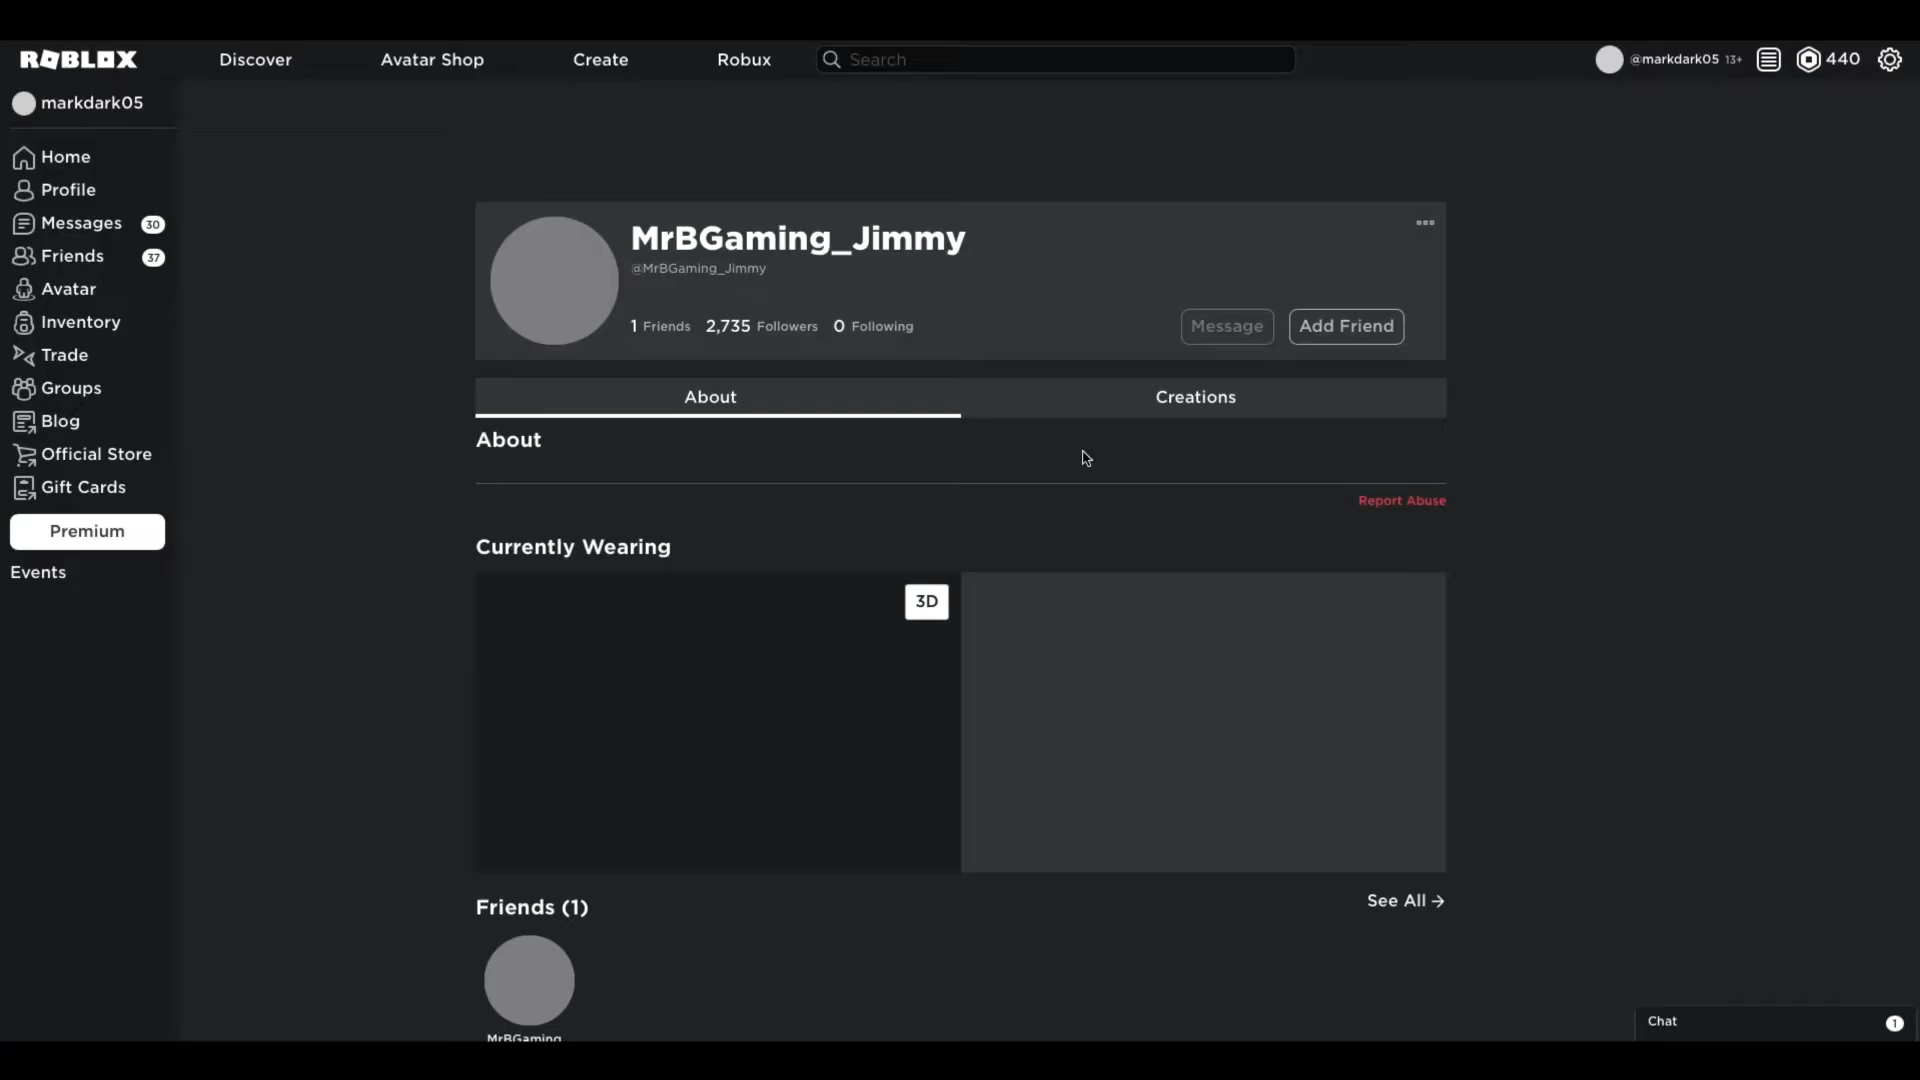 ROBLOX
Discover
Avatar Shop
Create
Robux
Search
@markdark05 13+
440
markdark05
Home
Profile
Messages 30
Friends 37
Avatar
Inventory
Trade
Groups
Blog
Official Store
Gift Cards
Premium
Events
MrBGaming_Jimmy
@MrBGaming_Jimmy
1 Friends 2,735 Followers 0 Following
Message
Add Friend
About
Creations
About
Report Abuse
Currently Wearing
3D
Friends (1)
See All
MrBGaming
Chat
1